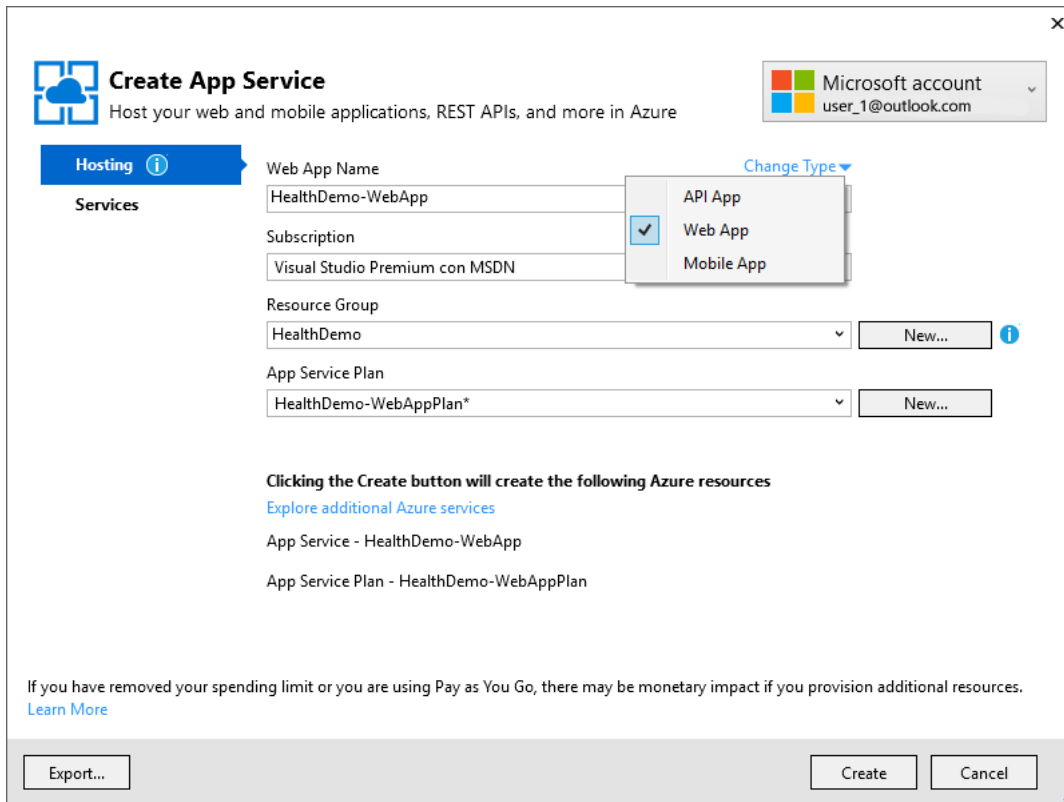 Create App Service
Host your web and mobile applications, REST APIs, and more in Azure
Microsoft account
user_1@outlook.com
Hosting
Services
Web App Name
Change Type
HealthDemo-WebApp
API App
Web App
Mobile App
Subscription
Visual Studio Premium con MSDN
Resource Group
HealthDemo
New...
App Service Plan
HealthDemo-WebAppPlan*
New...
Clicking the Create button will create the following Azure resources
Explore additional Azure services
App Service - HealthDemo-WebApp
App Service Plan - HealthDemo-WebAppPlan
If you have removed your spending limit or you are using Pay as You Go, there may be monetary impact if you provision additional resources.
Learn More
Export...
Create
Cancel